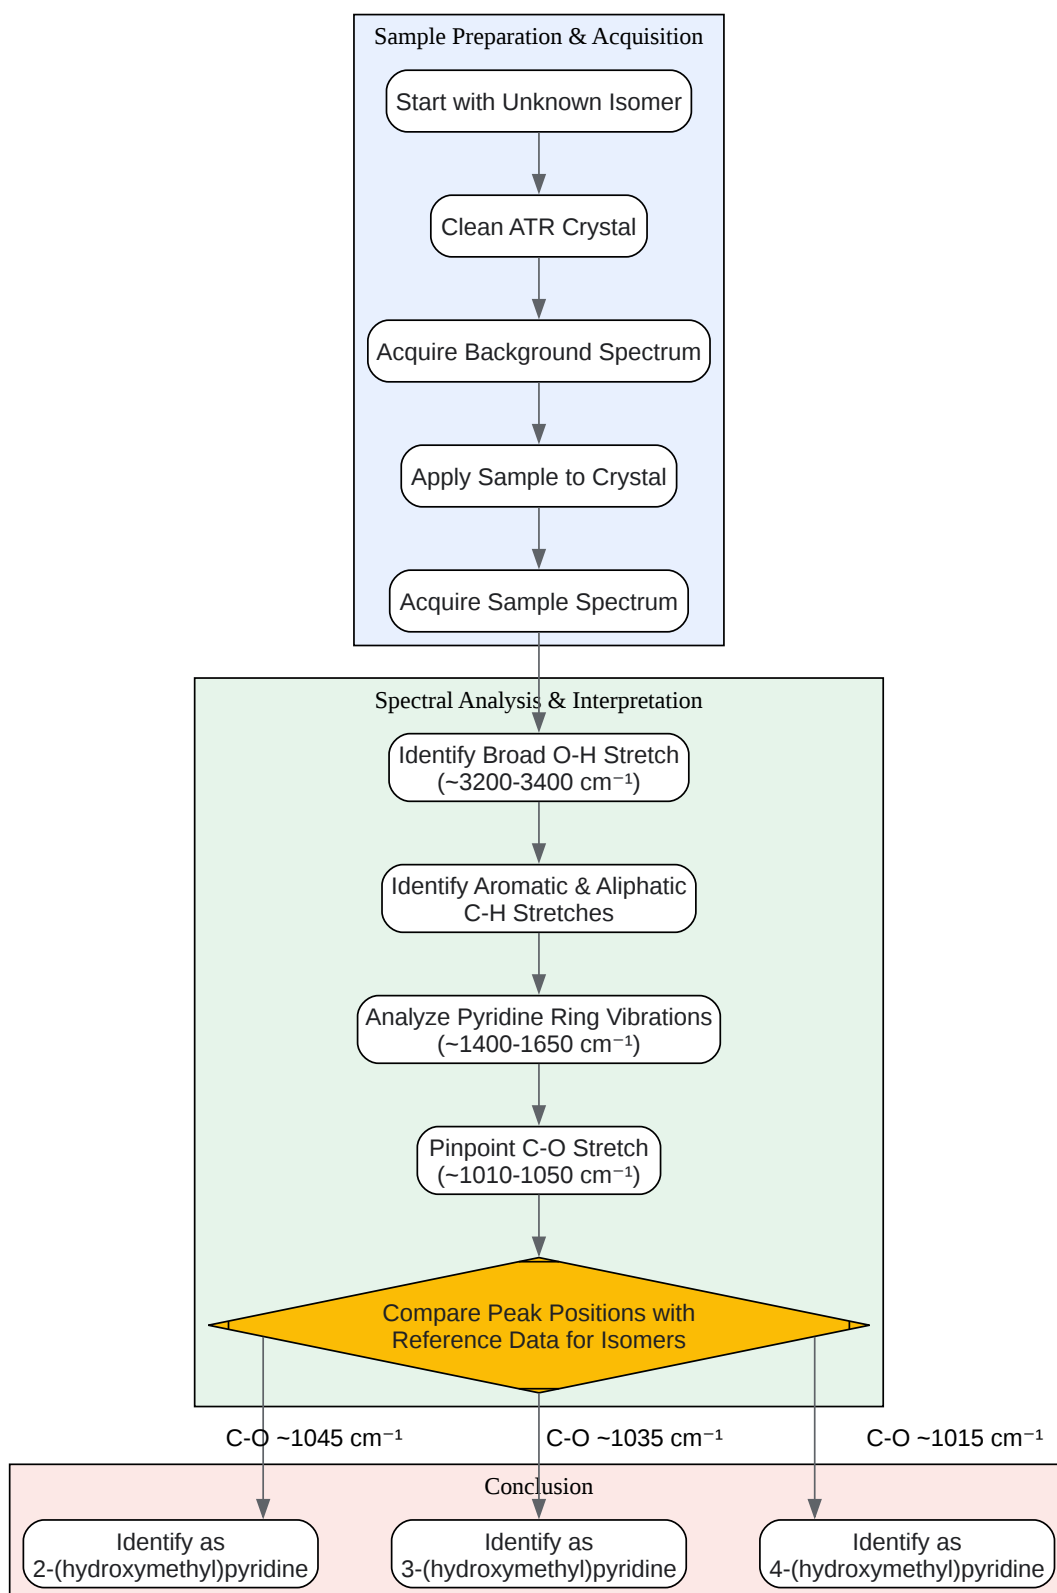 Sample Preparation & Acquisition
Start with Unknown Isomer
Clean ATR Crystal
Acquire Background Spectrum
Apply Sample to Crystal
Acquire Sample Spectrum
Spectral Analysis & Interpretation
Identify Broad O-H Stretch
(~3200-3400 cm⁻¹)
Identify Aromatic & Aliphatic
C-H Stretches
Analyze Pyridine Ring Vibrations
(~1400-1650 cm⁻¹)
Pinpoint C-O Stretch
(~1010-1050 cm⁻¹)
Compare Peak Positions with
Reference Data for Isomers
C-O ~1045 cm⁻¹
C-O ~1035 cm⁻¹
C-O ~1015 cm⁻¹
Conclusion
Identify as
2-(hydroxymethyl)pyridine
Identify as
3-(hydroxymethyl)pyridine
Identify as
4-(hydroxymethyl)pyridine